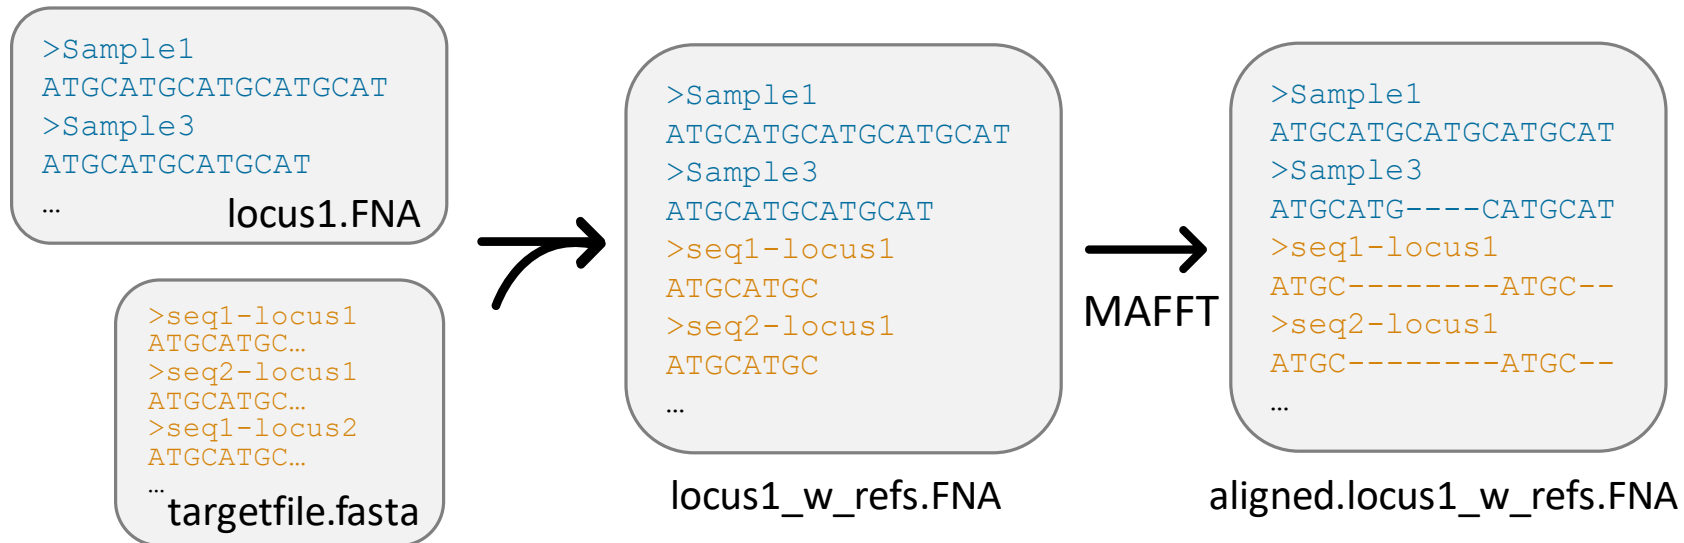 >Sample1
ATGCATGCATGCATGCAT
>Sample3
ATGCATGCATGCAT
…
locus1.FNA
>seq1-locus1
ATGCATGC…
>seq2-locus1
ATGCATGC…
>seq1-locus2
ATGCATGC…
…
targetfile.fasta
>Sample1
ATGCATGCATGCATGCAT
>Sample3
ATGCATGCATGCAT
>seq1-locus1
ATGCATGC
>seq2-locus1
ATGCATGC
…
locus1_w_refs.FNA
MAFFT
>Sample1
ATGCATGCATGCATGCAT
>Sample3
ATGCATG----CATGCAT
>seq1-locus1
ATGC--------ATGC--
>seq2-locus1
ATGC--------ATGC--
…
aligned.locus1_w_refs.FNA